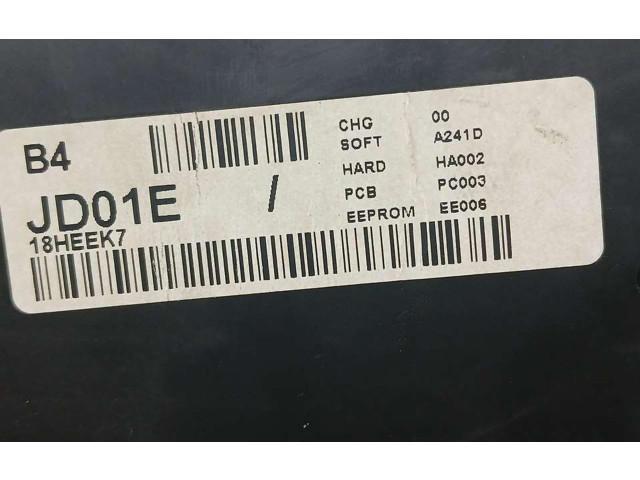 B4
JD01E /
18HEEK7
CHG 00
SOFT A241D
HARD HA002
PCB PC003
EEPROM EE006